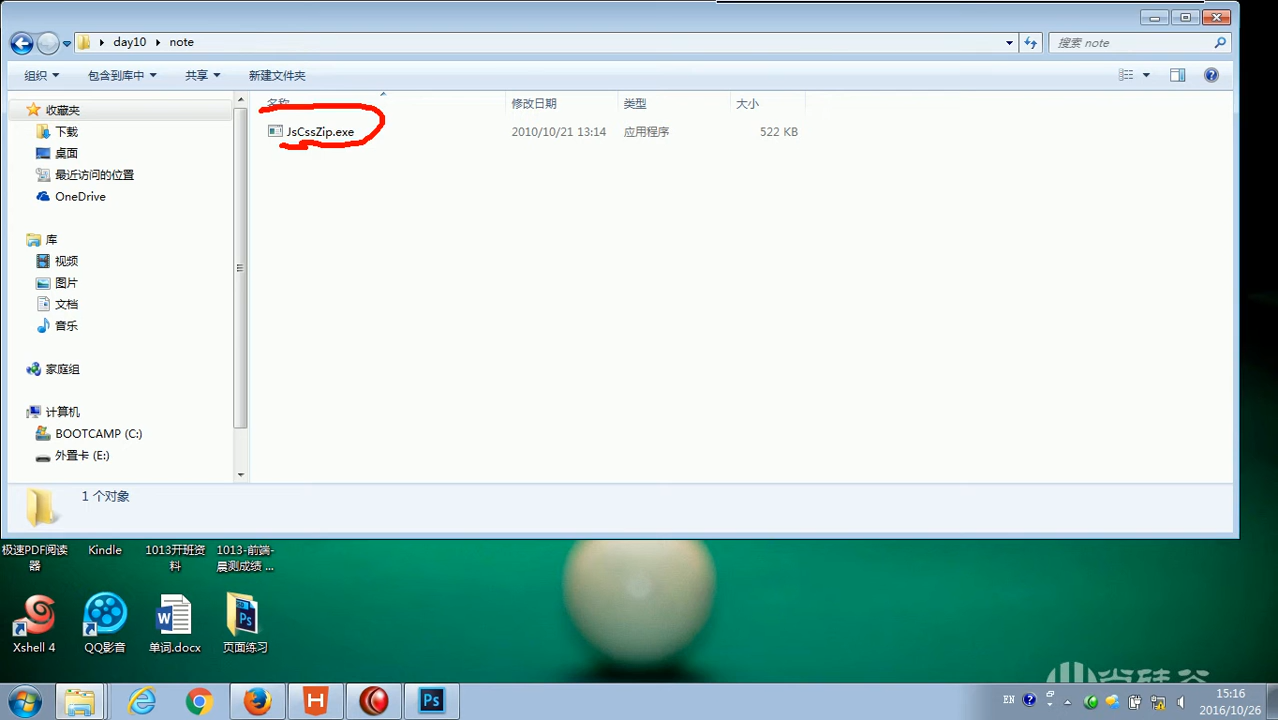 day10
note
搜索 note
组织
包含到库中
共享
新建文件夹
名称
修改日期
类型
大小
JsCssZip.exe
2010/10/21 13:14
应用程序
522 KB
收藏夹
下载
桌面
最近访问的位置
OneDrive
库
视频
图片
文档
音乐
家庭组
计算机
BOOTCAMP (C:)
外置卡 (E:)
1 个对象
极速PDF阅读器
Kindle
1013开班资料
1013-前端-
晨测成绩 ...
Xshell 4
QQ影音
单词.docx
页面练习
尚硅谷
EN
15:16
2016/10/26